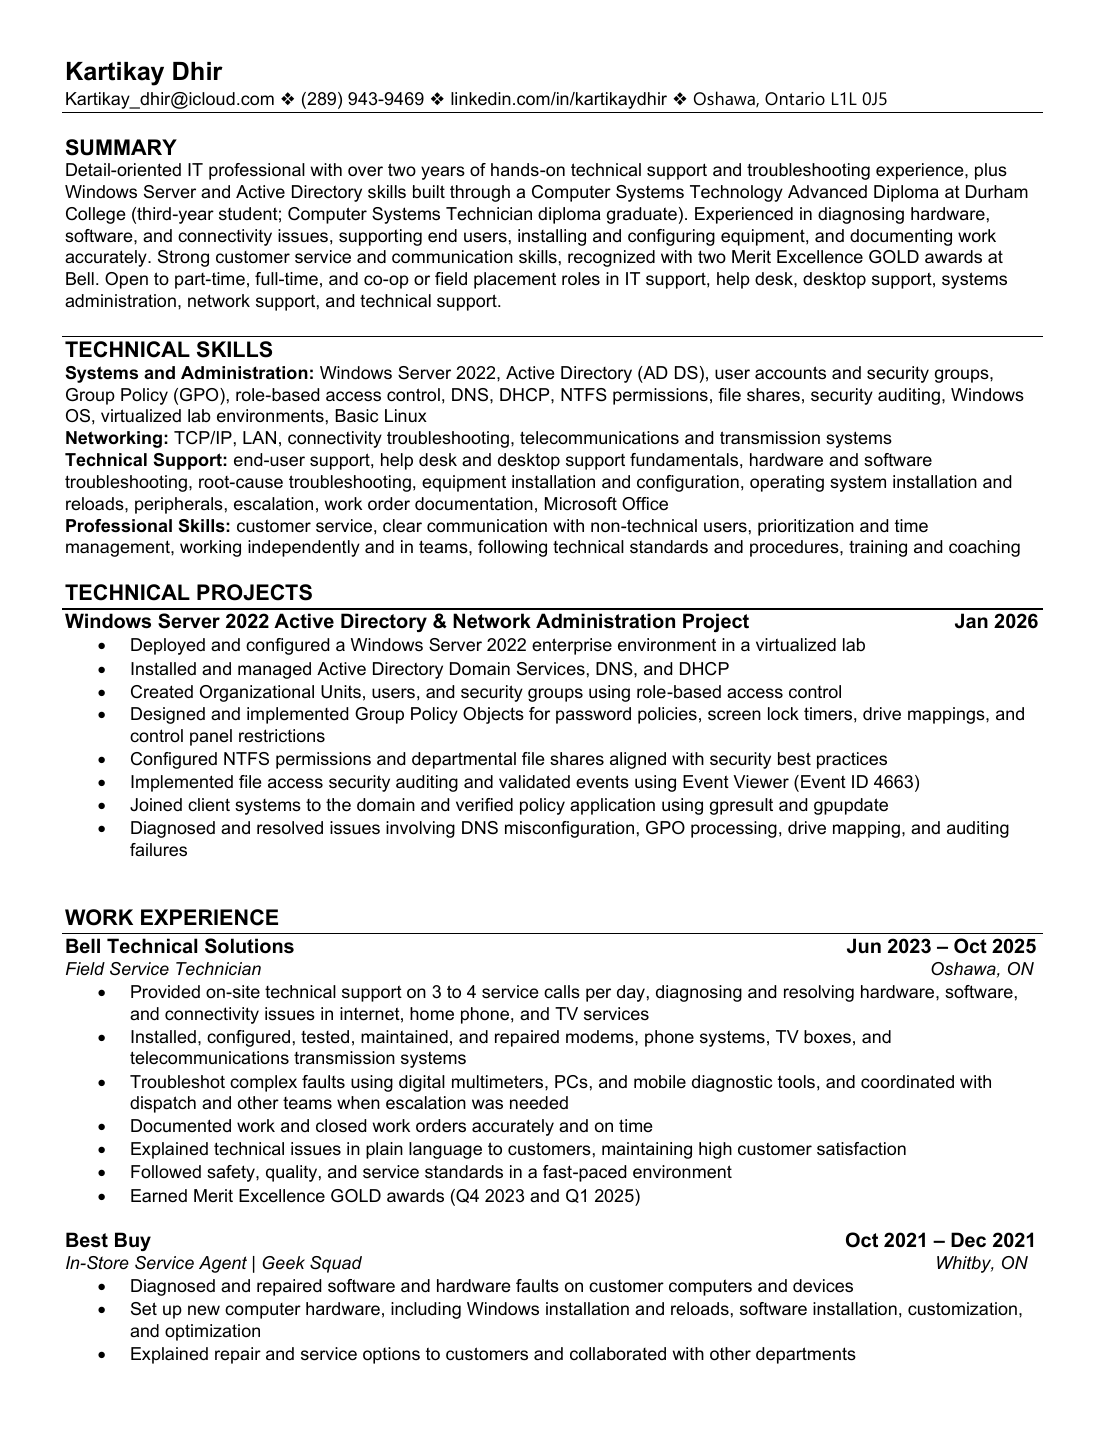 Kartikay Dhir
Kartikay_dhir@icloud.com ❖ (289) 943-9469 ❖ linkedin.com/in/kartikaydhir ❖ Oshawa, Ontario L1L 0J5
SUMMARY
Detail-oriented IT professional with over two years of hands-on technical support and troubleshooting experience, plus
Windows Server and Active Directory skills built through a Computer Systems Technology Advanced Diploma at Durham
College (third-year student; Computer Systems Technician diploma graduate). Experienced in diagnosing hardware,
software, and connectivity issues, supporting end users, installing and configuring equipment, and documenting work
accurately. Strong customer service and communication skills, recognized with two Merit Excellence GOLD awards at
Bell. Open to part-time, full-time, and co-op or field placement roles in IT support, help desk, desktop support, systems
administration, network support, and technical support.
TECHNICAL SKILLS
Systems and Administration: Windows Server 2022, Active Directory (AD DS), user accounts and security groups,
Group Policy (GPO), role-based access control, DNS, DHCP, NTFS permissions, file shares, security auditing, Windows
OS, virtualized lab environments, Basic Linux
Networking: TCP/IP, LAN, connectivity troubleshooting, telecommunications and transmission systems
Technical Support: end-user support, help desk and desktop support fundamentals, hardware and software
troubleshooting, root-cause troubleshooting, equipment installation and configuration, operating system installation and
reloads, peripherals, escalation, work order documentation, Microsoft Office
Professional Skills: customer service, clear communication with non-technical users, prioritization and time
management, working independently and in teams, following technical standards and procedures, training and coaching
TECHNICAL PROJECTS
Windows Server 2022 Active Directory & Network Administration Project Jan 2026
• Deployed and configured a Windows Server 2022 enterprise environment in a virtualized lab
• Installed and managed Active Directory Domain Services, DNS, and DHCP
• Created Organizational Units, users, and security groups using role-based access control
• Designed and implemented Group Policy Objects for password policies, screen lock timers, drive mappings, and
control panel restrictions
• Configured NTFS permissions and departmental file shares aligned with security best practices
• Implemented file access security auditing and validated events using Event Viewer (Event ID 4663)
• Joined client systems to the domain and verified policy application using gpresult and gpupdate
• Diagnosed and resolved issues involving DNS misconfiguration, GPO processing, drive mapping, and auditing
failures
WORK EXPERIENCE
Bell Technical Solutions Jun 2023 – Oct 2025
Field Service Technician Oshawa, ON
• Provided on-site technical support on 3 to 4 service calls per day, diagnosing and resolving hardware, software,
and connectivity issues in internet, home phone, and TV services
• Installed, configured, tested, maintained, and repaired modems, phone systems, TV boxes, and
telecommunications transmission systems
• Troubleshot complex faults using digital multimeters, PCs, and mobile diagnostic tools, and coordinated with
dispatch and other teams when escalation was needed
• Documented work and closed work orders accurately and on time
• Explained technical issues in plain language to customers, maintaining high customer satisfaction
• Followed safety, quality, and service standards in a fast-paced environment
• Earned Merit Excellence GOLD awards (Q4 2023 and Q1 2025)
Best Buy Oct 2021 – Dec 2021
In-Store Service Agent | Geek Squad Whitby, ON
• Diagnosed and repaired software and hardware faults on customer computers and devices
• Set up new computer hardware, including Windows installation and reloads, software installation, customization,
and optimization
• Explained repair and service options to customers and collaborated with other departments